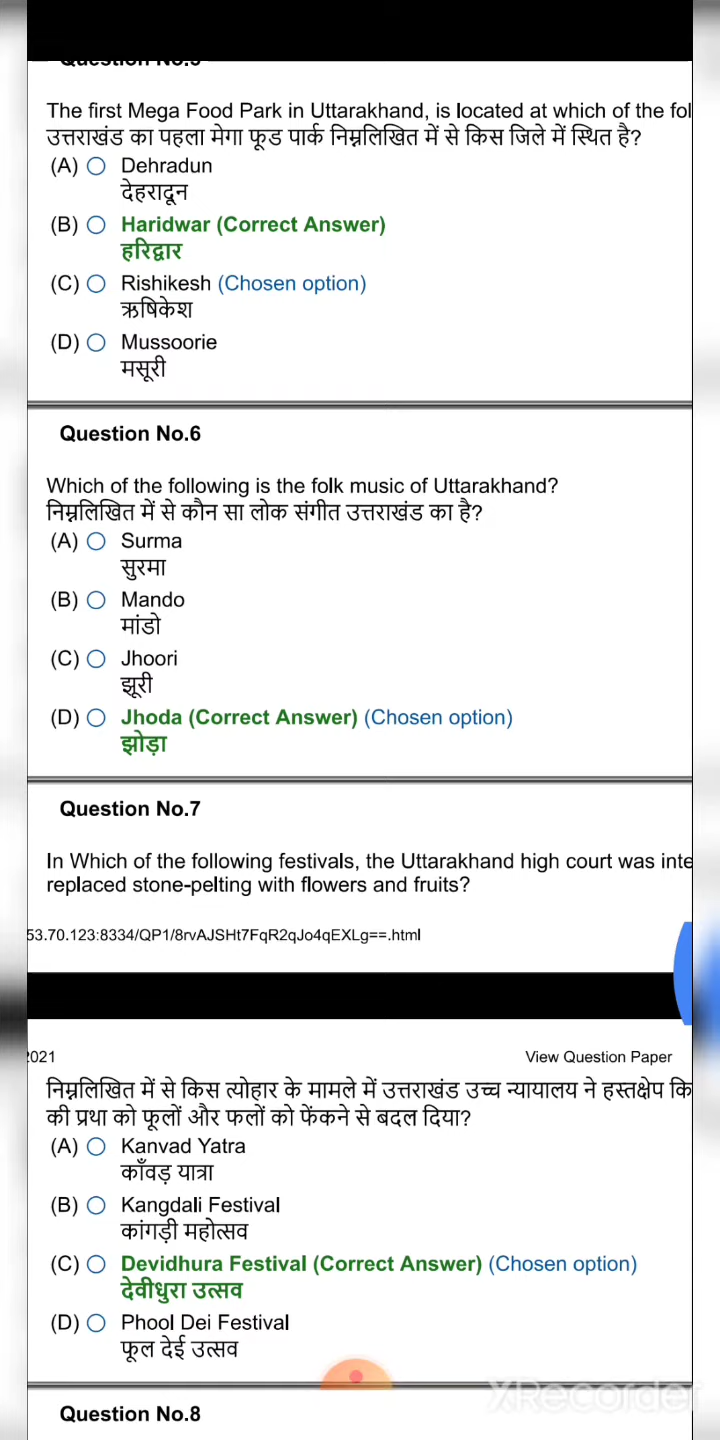 Question No.5
The first Mega Food Park in Uttarakhand, is located at which of the fol
उत्तराखंड का पहला मेगा फूड पार्क निम्नलिखित में से किस जिले में स्थित है?
(A) Dehradun
देहरादून
(B) Haridwar (Correct Answer)
हरिद्वार
(C) Rishikesh (Chosen option)
ऋषिकेश
(D) Mussoorie
मसूरी
Question No.6
Which of the following is the folk music of Uttarakhand?
निम्नलिखित में से कौन सा लोक संगीत उत्तराखंड का है?
(A) Surma
सुरमा
(B) Mando
मांडो
(C) Jhoori
झूरी
(D) Jhoda (Correct Answer) (Chosen option)
झोड़ा
Question No.7
In Which of the following festivals, the Uttarakhand high court was inte
replaced stone-pelting with flowers and fruits?
53.70.123:8334/QP1/8rvAJSHt7FqR2qJo4qEXLg==.html
2021 View Question Paper
निम्नलिखित में से किस त्योहार के मामले में उत्तराखंड उच्च न्यायालय ने हस्तक्षेप कि
की प्रथा को फूलों और फलों को फेंकने से बदल दिया?
(A) Kanvad Yatra
काँवड़ यात्रा
(B) Kangdali Festival
कांगड़ी महोत्सव
(C) Devidhura Festival (Correct Answer) (Chosen option)
देवीधुरा उत्सव
(D) Phool Dei Festival
फूल देई उत्सव
XRecorder
Question No.8